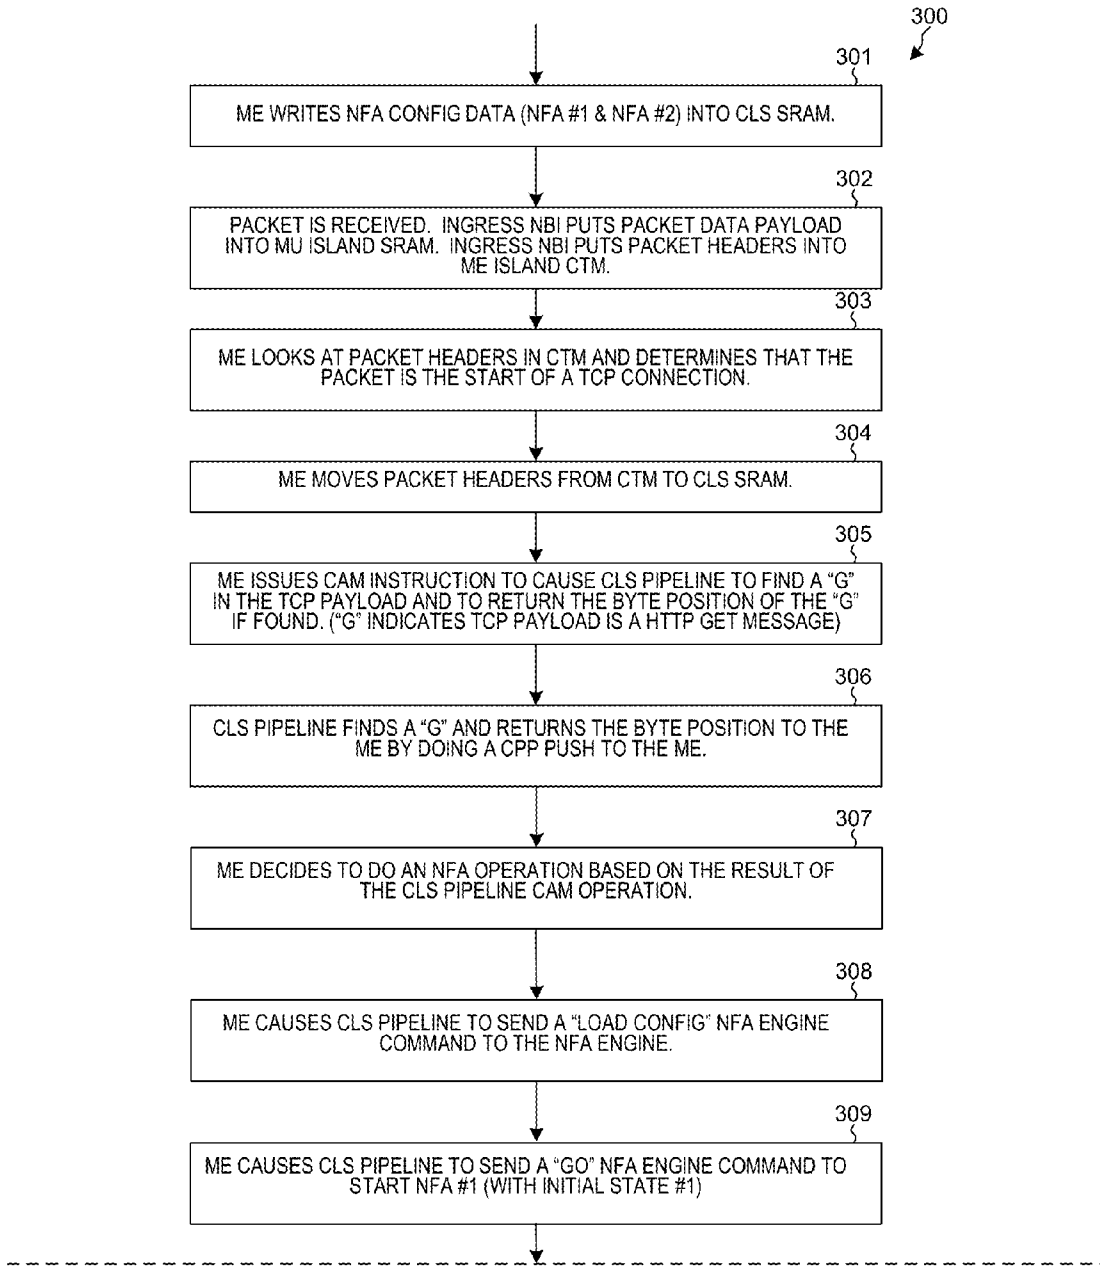 300
301
ME WRITES NFA CONFIG DATA (NFA #1 & NFA #2) INTO CLS SRAM.
302
PACKET IS RECEIVED. INGRESS NBI PUTS PACKET DATA PAYLOAD
INTO MU ISLAND SRAM. INGRESS NBI PUTS PACKET HEADERS INTO
ME ISLAND CTM.
303
ME LOOKS AT PACKET HEADERS IN CTM AND DETERMINES THAT THE
PACKET IS THE START OF A TCP CONNECTION.
304
ME MOVES PACKET HEADERS FROM CTM TO CLS SRAM.
305
ME ISSUES CAM INSTRUCTION TO CAUSE CLS PIPELINE TO FIND A “G”
IN THE TCP PAYLOAD AND TO RETURN THE BYTE POSITION OF THE “G”
IF FOUND. (“G” INDICATES TCP PAYLOAD IS A HTTP GET MESSAGE)
306
CLS PIPELINE FINDS A “G” AND RETURNS THE BYTE POSITION TO THE
ME BY DOING A CPP PUSH TO THE ME.
307
ME DECIDES TO DO AN NFA OPERATION BASED ON THE RESULT OF
THE CLS PIPELINE CAM OPERATION.
308
ME CAUSES CLS PIPELINE TO SEND A “LOAD CONFIG” NFA ENGINE
COMMAND TO THE NFA ENGINE.
309
ME CAUSES CLS PIPELINE TO SEND A “GO” NFA ENGINE COMMAND TO
START NFA #1 (WITH INITIAL STATE #1)